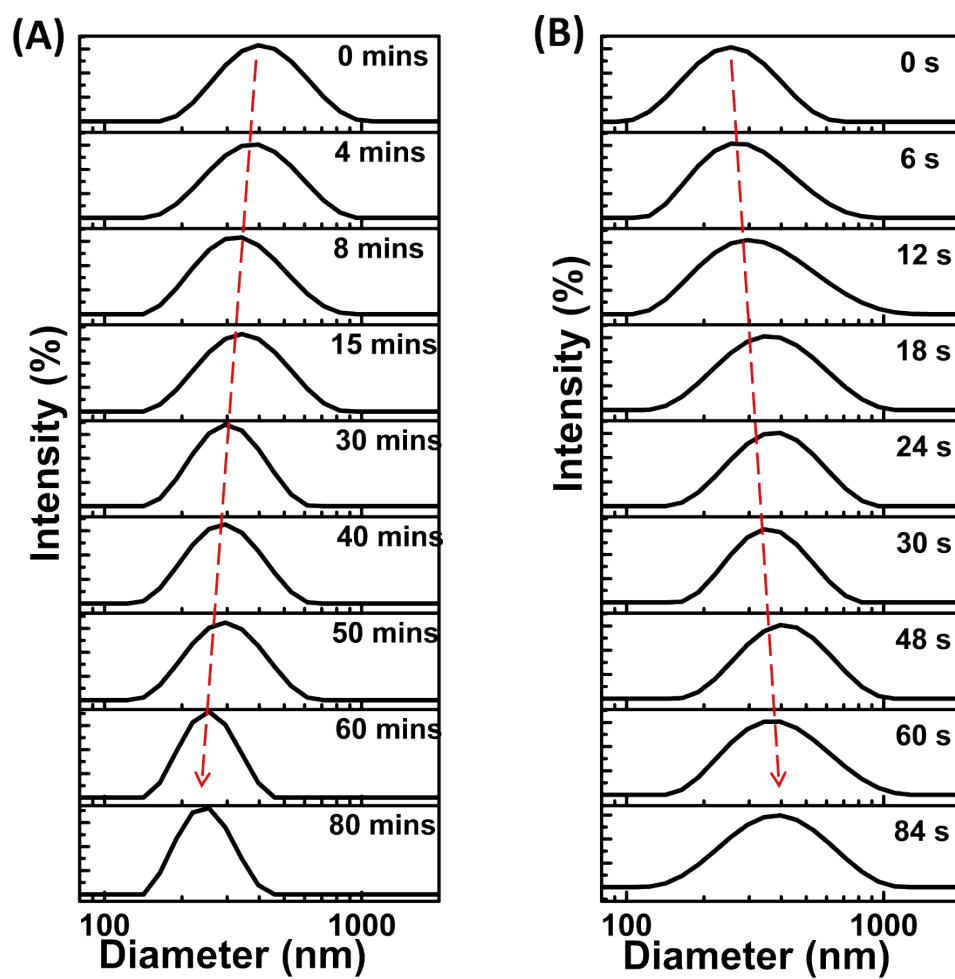 (A)
0 mins
4 mins
8 mins
15 mins
30 mins
40 mins
50 mins
60 mins
80 mins
Intensity (%)
100 1000
Diameter (nm)
(B)
0 s
6 s
12 s
18 s
24 s
30 s
48 s
60 s
84 s
Intensity (%)
100 1000
Diameter (nm)